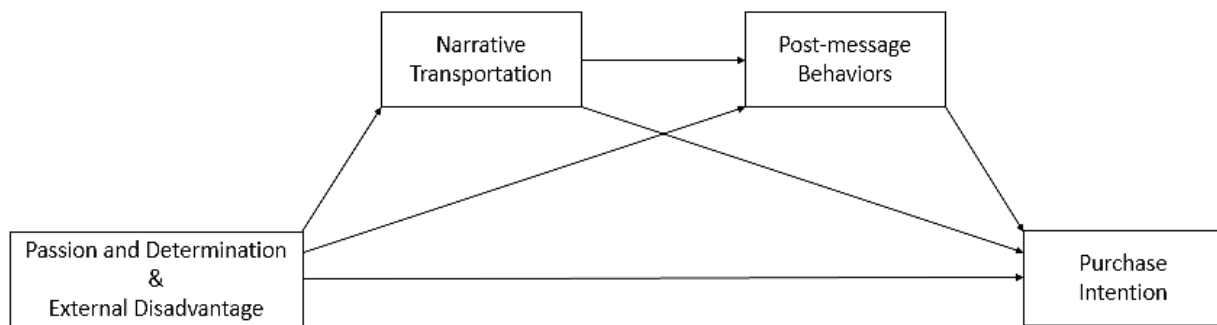 Narrative
Transportation
Post-message
Behaviors
Passion and Determination
&
External Disadvantage
Purchase
Intention